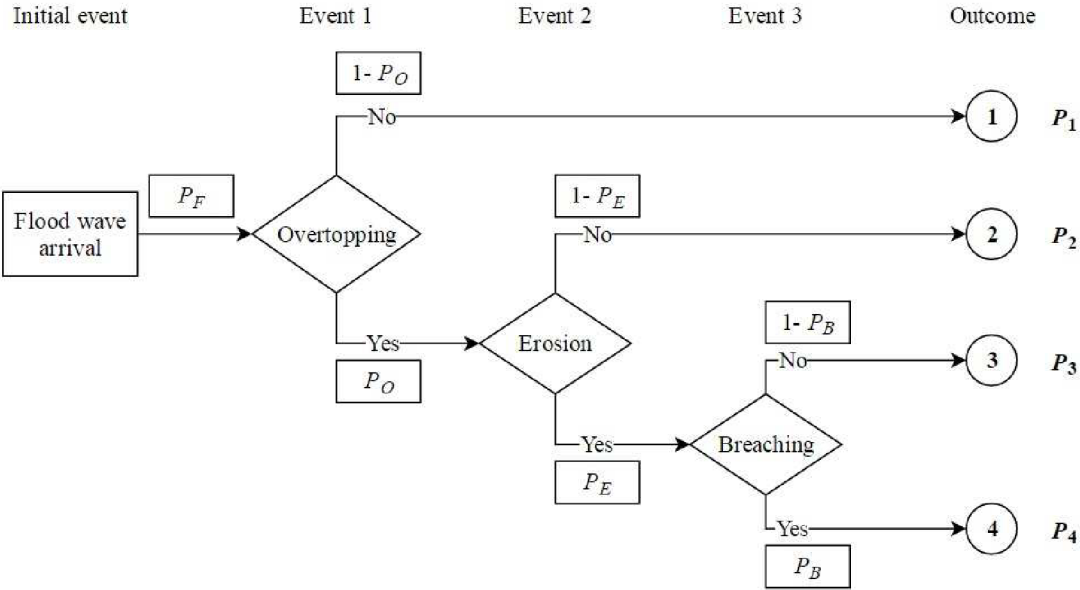 Initial event
Event 1
Event 2
Event 3
Outcome
1- P_O
No
1
P_1
P_F
1- P_E
Flood wave
arrival
Overtopping
No
2
P_2
1- P_B
Yes
Erosion
No
3
P_3
P_O
Yes
Breaching
P_E
Yes
4
P_4
P_B